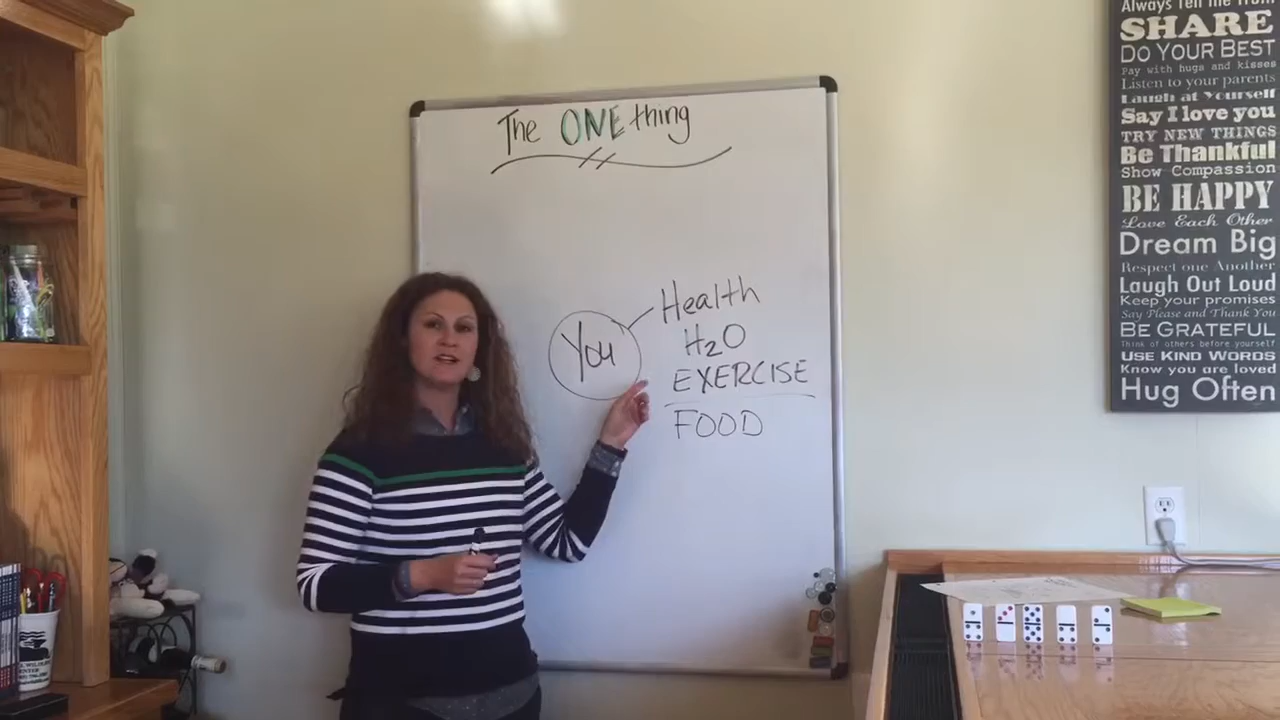 The ONE thing
You
Health
H2O
EXERCISE
FOOD
Always Tell the Truth
SHARE
DO YOUR BEST
Pay with hugs and kisses
Listen to your parents
Laugh at Yourself
Say I love you
TRY NEW THINGS
Be Thankful
Show Compassion
BE HAPPY
Love Each Other
Dream Big
Respect one Another
Laugh Out Loud
Keep your promises
Say Please and Thank You
BE GRATEFUL
Think of others before yourself
USE KIND WORDS
Know you are loved
Hug Often